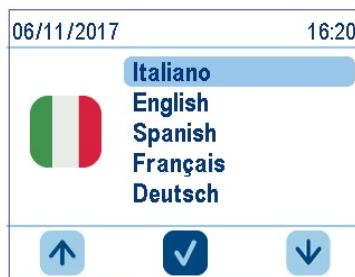 06/11/2017 16:20
Italiano
English
Spanish
Français
Deutsch